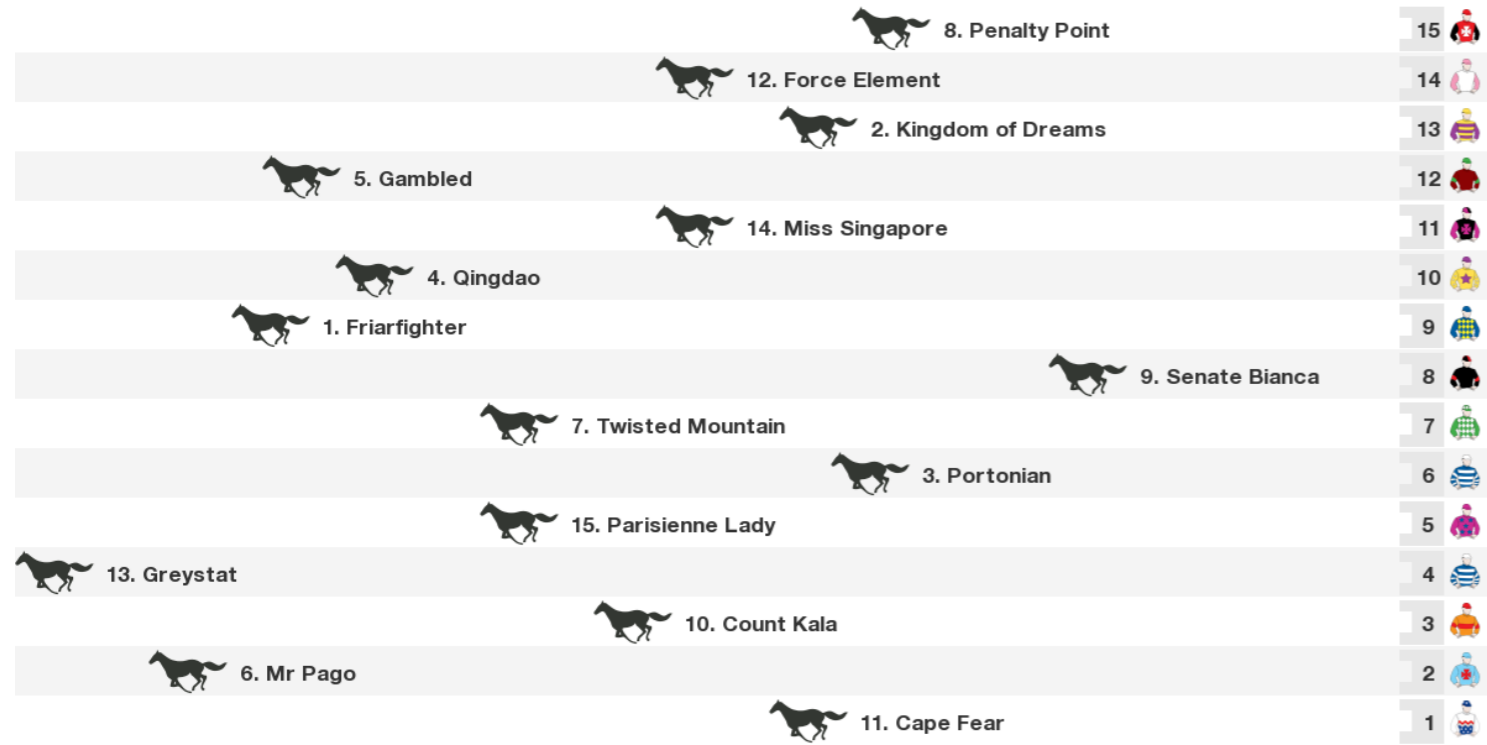 8. Penalty Point 15
12. Force Element 14
2. Kingdom of Dreams 13
5. Gambled 12
14. Miss Singapore 11
4. Qingdao 10
1. Friarfighter 9
9. Senate Bianca 8
7. Twisted Mountain 7
3. Portonian 6
15. Parisienne Lady 5
13. Greystat 4
10. Count Kala 3
6. Mr Pago 2
11. Cape Fear 1